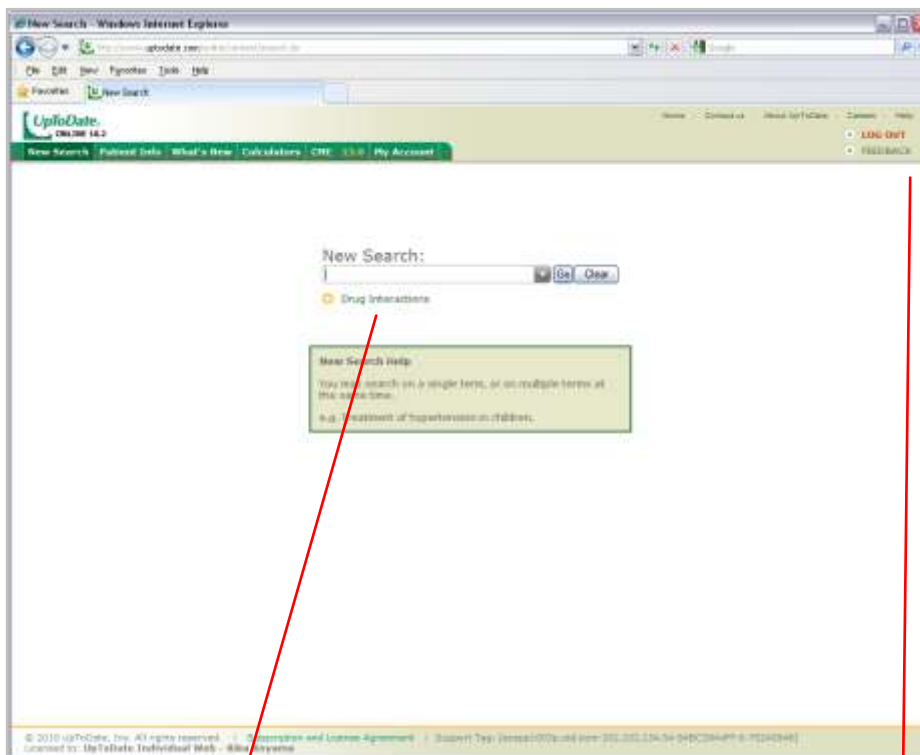 New Search - Windows Internet Explorer
uptodate.com
Google
File Edit View Favorites Tools Help
Favorites New Search
UpToDate.
ONLINE 18.2
Home Contact us About UpToDate Careers Help
LOG OUT
New Search Patient Info What's New Calculators CME My Account
FEEDBACK
New Search:
Go Clear
Drug Interactions
New Search Help
You may search on a single term, or on multiple terms at
the same time.
e.g. Treatment of hypertension in children.
© 2010 UpToDate, Inc. All rights reserved. | Subscription and License Agreement | Support Tag:
Licensed to: UpToDate Individual Web -